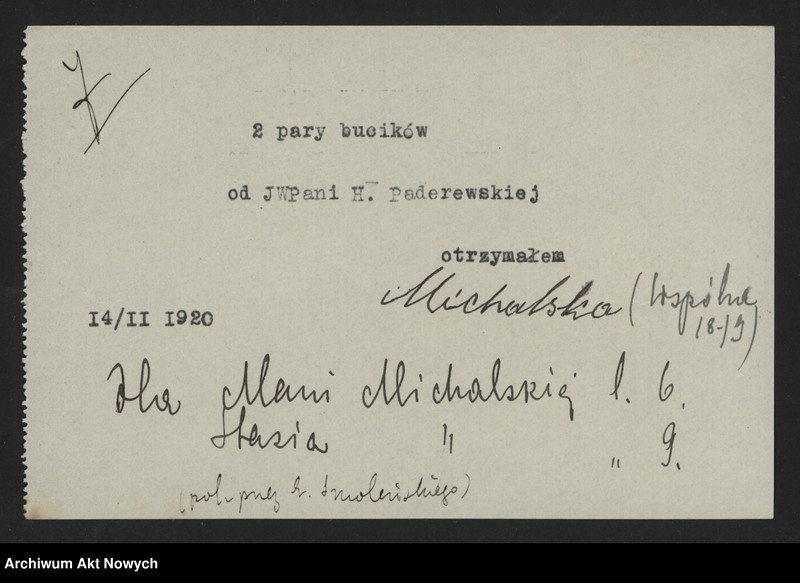 2 pary bucików
od JWPani H. Paderewskiej
otrzymałem
Michalska (Wspólna
18-19)
14/II 1920
Dla Mani Michalskiej l. 6.
Stasia " " 9.
(pol. przez Smoleńskiego)
Archiwum Akt Nowych